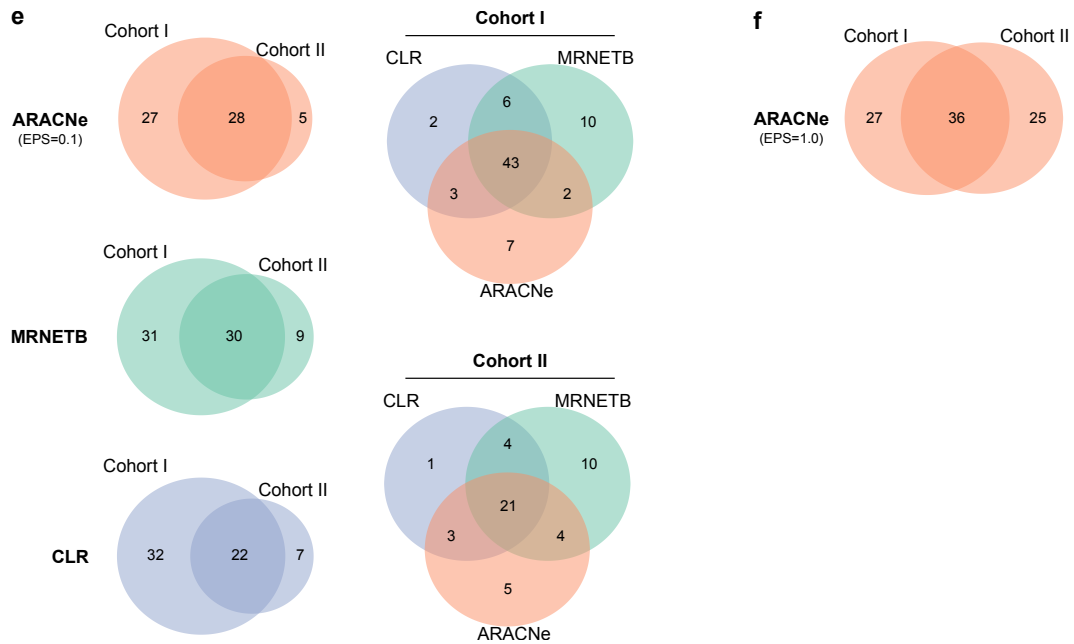 e
Cohort I
Cohort II
ARACNe
(EPS=0.1)
27
28
5
Cohort I
Cohort II
MRNETB
31
30
9
Cohort I
Cohort II
CLR
32
22
7
Cohort I
CLR
MRNETB
6
2
10
43
3
2
7
ARACNe
Cohort II
CLR
MRNETB
4
1
10
21
3
4
5
ARACNe
f
Cohort I
Cohort II
ARACNe
(EPS=1.0)
27
36
25